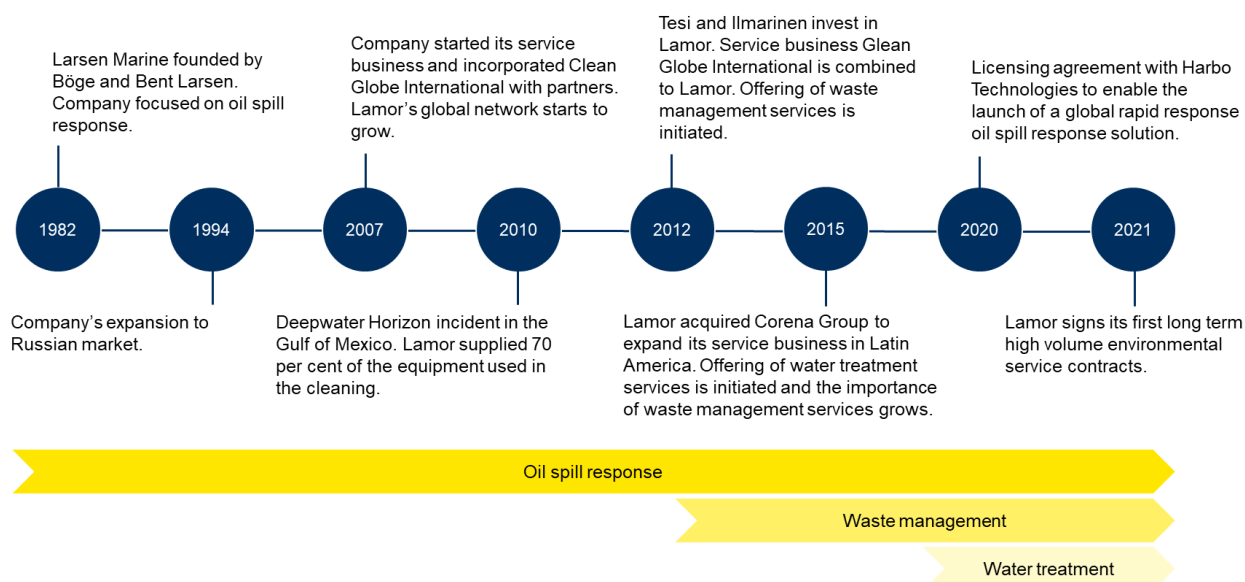 Larsen Marine founded by
Böge and Bent Larsen.
Company focused on oil spill
response.
Company started its service
business and incorporated Clean
Globe International with partners.
Lamor's global network starts to
grow.
Tesi and Ilmarinen invest in
Lamor. Service business Glean
Globe International is combined
to Lamor. Offering of waste
management services is
initiated.
Licensing agreement with Harbo
Technologies to enable the
launch of a global rapid response
oil spill response solution.
1982
1994
2007
2010
2012
2015
2020
2021
Company's expansion to
Russian market.
Deepwater Horizon incident in the
Gulf of Mexico. Lamor supplied 70
per cent of the equipment used in
the cleaning.
Lamor acquired Corena Group to
expand its service business in Latin
America. Offering of water treatment
services is initiated and the importance
of waste management services grows.
Lamor signs its first long term
high volume environmental
service contracts.
Oil spill response
Waste management
Water treatment